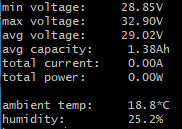 min voltage: 28.85V
max voltage: 32.90V
avg voltage: 29.02V
avg capacity: 1.38Ah
total current: 0.00A
total power: 0.00W
ambient temp: 18.8*C
humidity: 25.2%